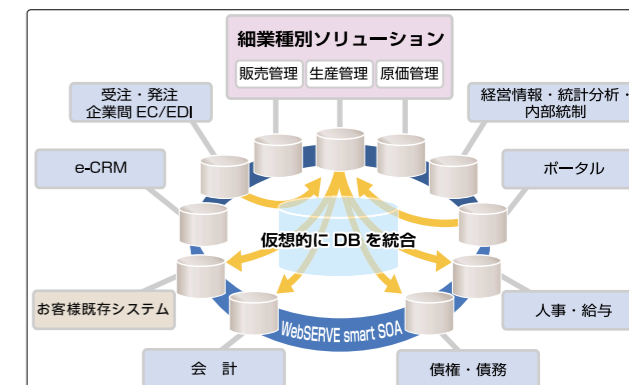 細業種別ソリューション
販売管理 生産管理 原価管理
受注・発注
企業間 EC/EDI
経営情報・統計分析・
内部統制
e-CRM
ポータル
仮想的に DB を統合
お客様既存システム
人事・給与
WebSERVE smart SOA
会 計
債権・債務